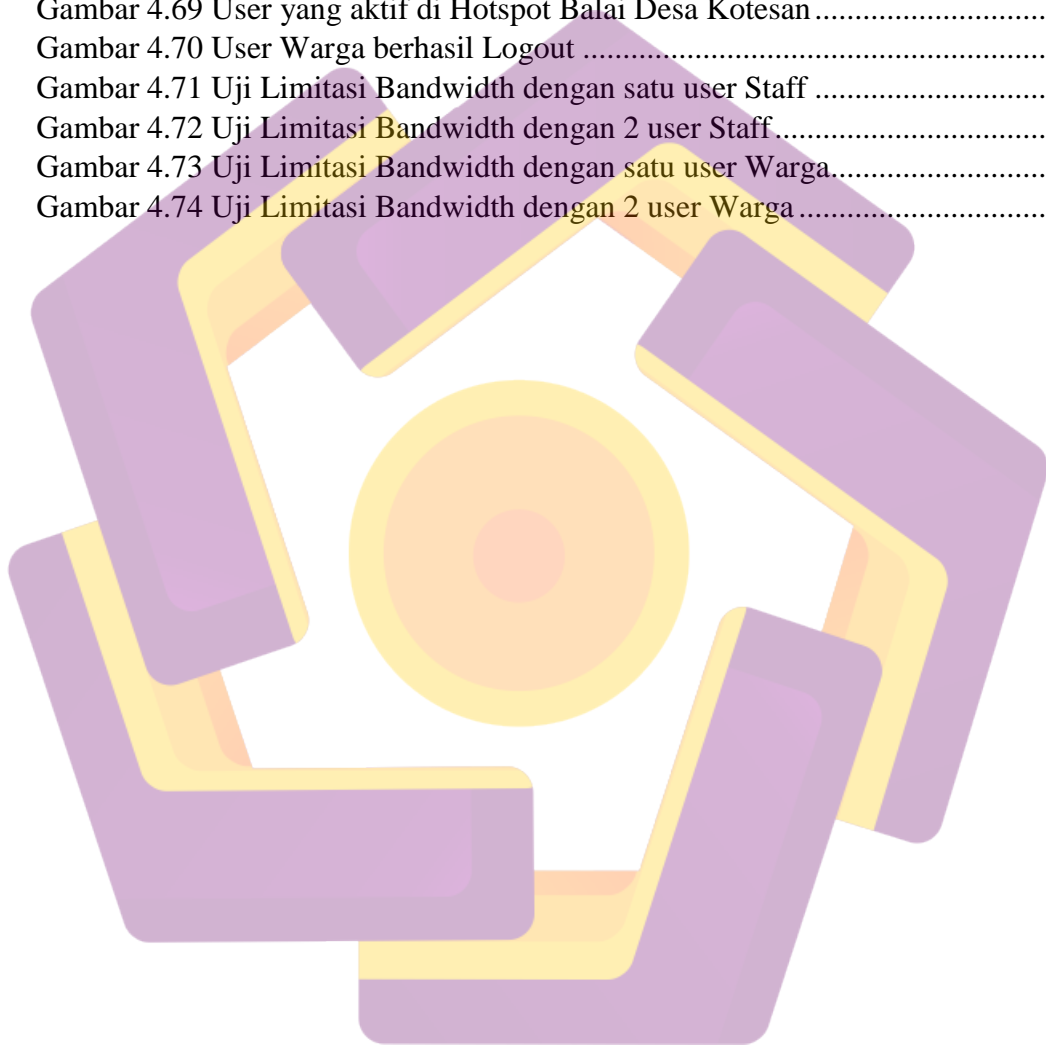 Gambar 4.69 User yang aktif di Hotspot Balai Desa Kotesan..............................
Gambar 4.70 User Warga berhasil Logout ............................................................
Gambar 4.71 Uji Limitasi Bandwidth dengan satu user Staff ..............................
Gambar 4.72 Uji Limitasi Bandwidth dengan 2 user Staff...................................
Gambar 4.73 Uji Limitasi Bandwidth dengan satu user Warga............................
Gambar 4.74 Uji Limitasi Bandwidth dengan 2 user Warga................................